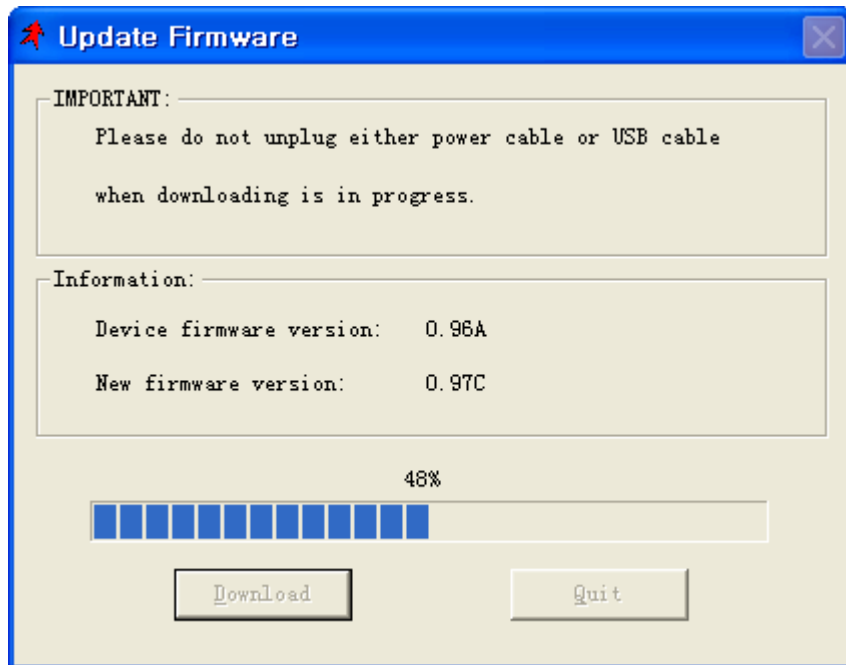 Update Firmware
IMPORTANT:
Please do not unplug either power cable or USB cable
when downloading is in progress.
Information:
Device firmware version: 0.96A
New firmware version: 0.97C
48%
Download Quit